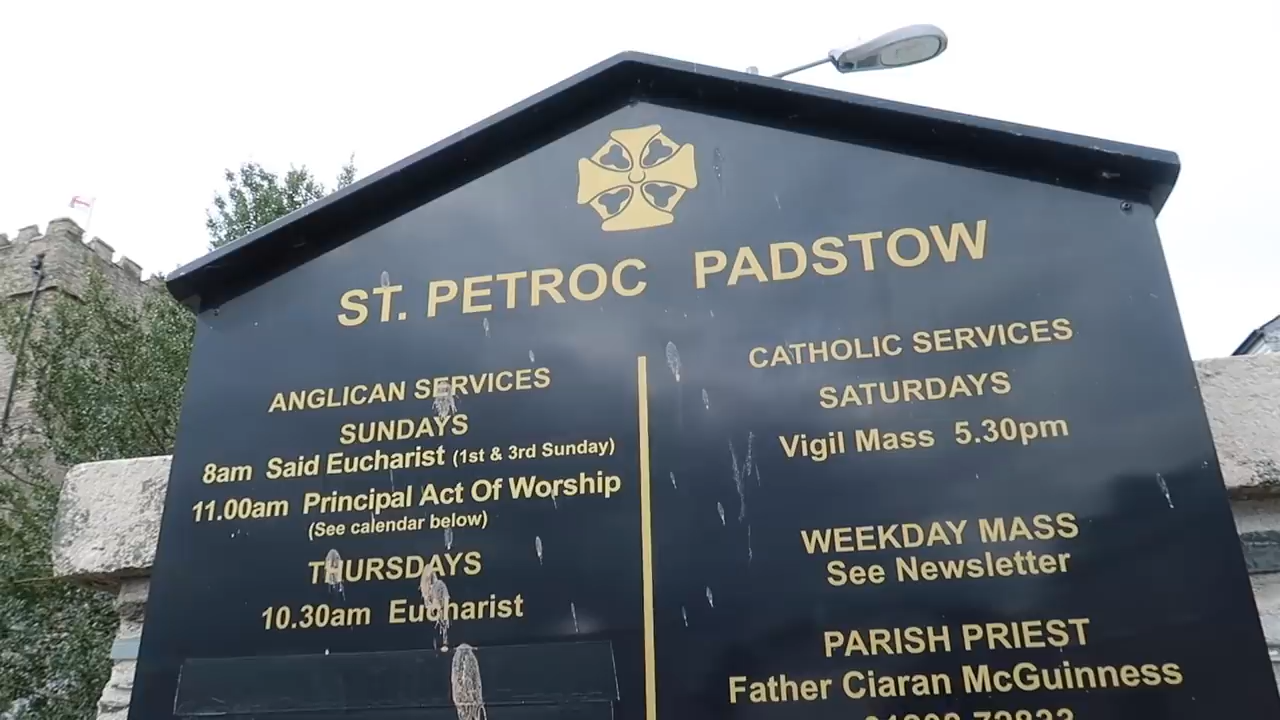 ST. PETROC PADSTOW
ANGLICAN SERVICES
SUNDAYS
8am Said Eucharist (1st & 3rd Sunday)
11.00am Principal Act Of Worship
(See calendar below)
THURSDAYS
10.30am Eucharist
CATHOLIC SERVICES
SATURDAYS
Vigil Mass 5.30pm
WEEKDAY MASS
See Newsletter
PARISH PRIEST
Father Ciaran McGuinness